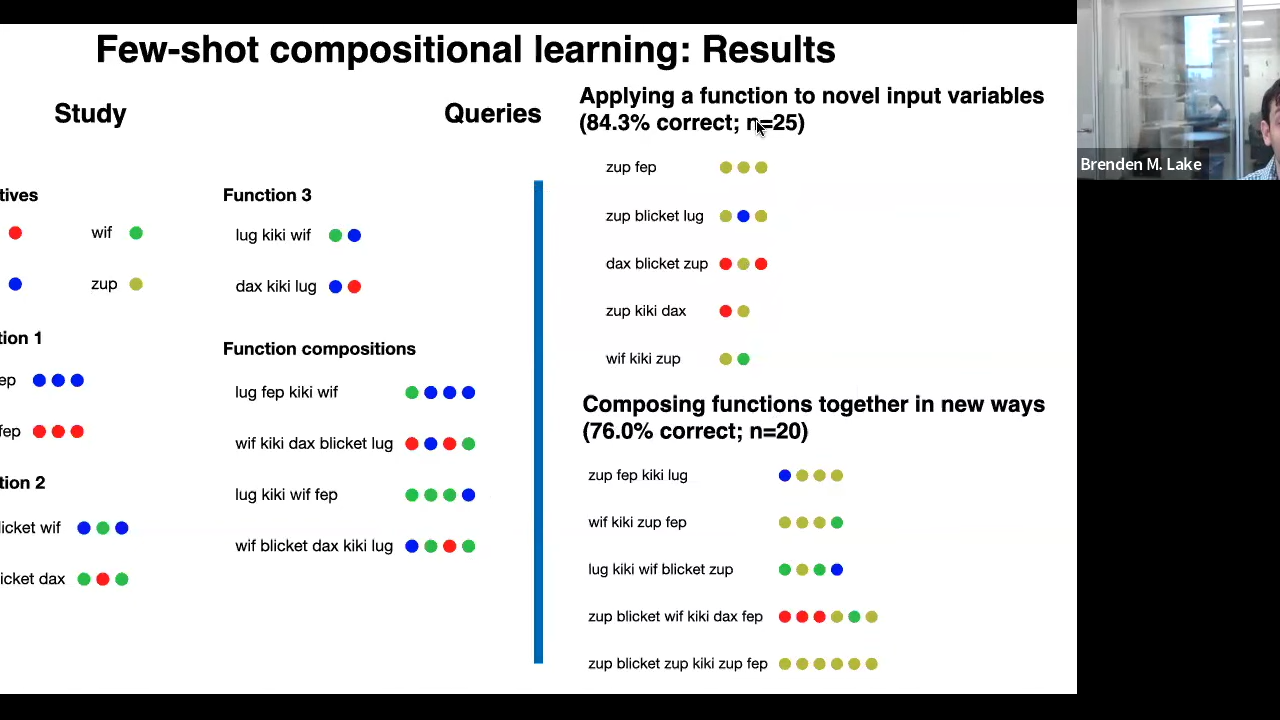 Few-shot compositional learning: Results
Study
Queries
tives
wif
zup
tion 1
ep
fep
tion 2
licket wif
icket dax
Function 3
lug kiki wif
dax kiki lug
Function compositions
lug fep kiki wif
wif kiki dax blicket lug
lug kiki wif fep
wif blicket dax kiki lug
Applying a function to novel input variables
(84.3% correct; n=25)
zup fep
zup blicket lug
dax blicket zup
zup kiki dax
wif kiki zup
Composing functions together in new ways
(76.0% correct; n=20)
zup fep kiki lug
wif kiki zup fep
lug kiki wif blicket zup
zup blicket wif kiki dax fep
zup blicket zup kiki zup fep
Brenden M. Lake